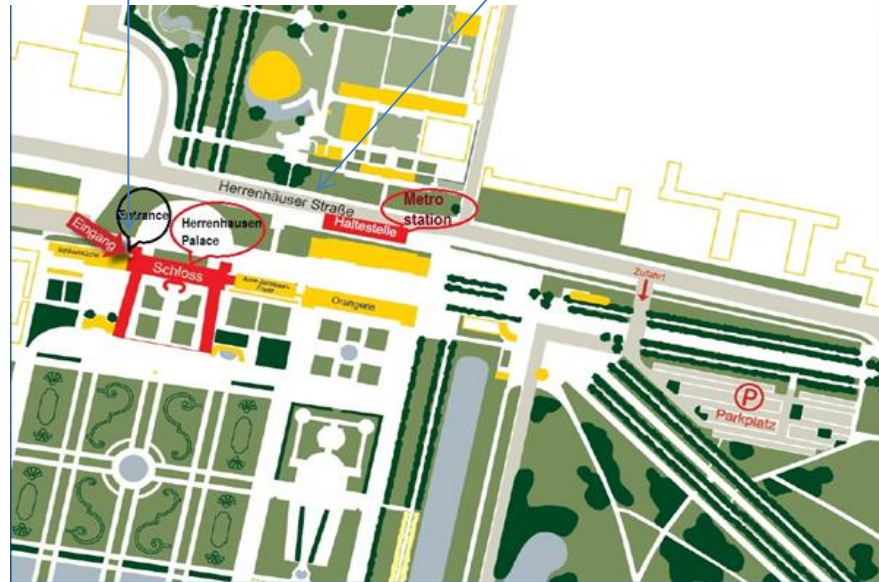 Herrenhäuser Straße
Metro
station
Haltestelle
Entrance
Herrenhausen
Palace
Eingang
Schloss
Orangerie
Zufahrt
P
Parkplatz